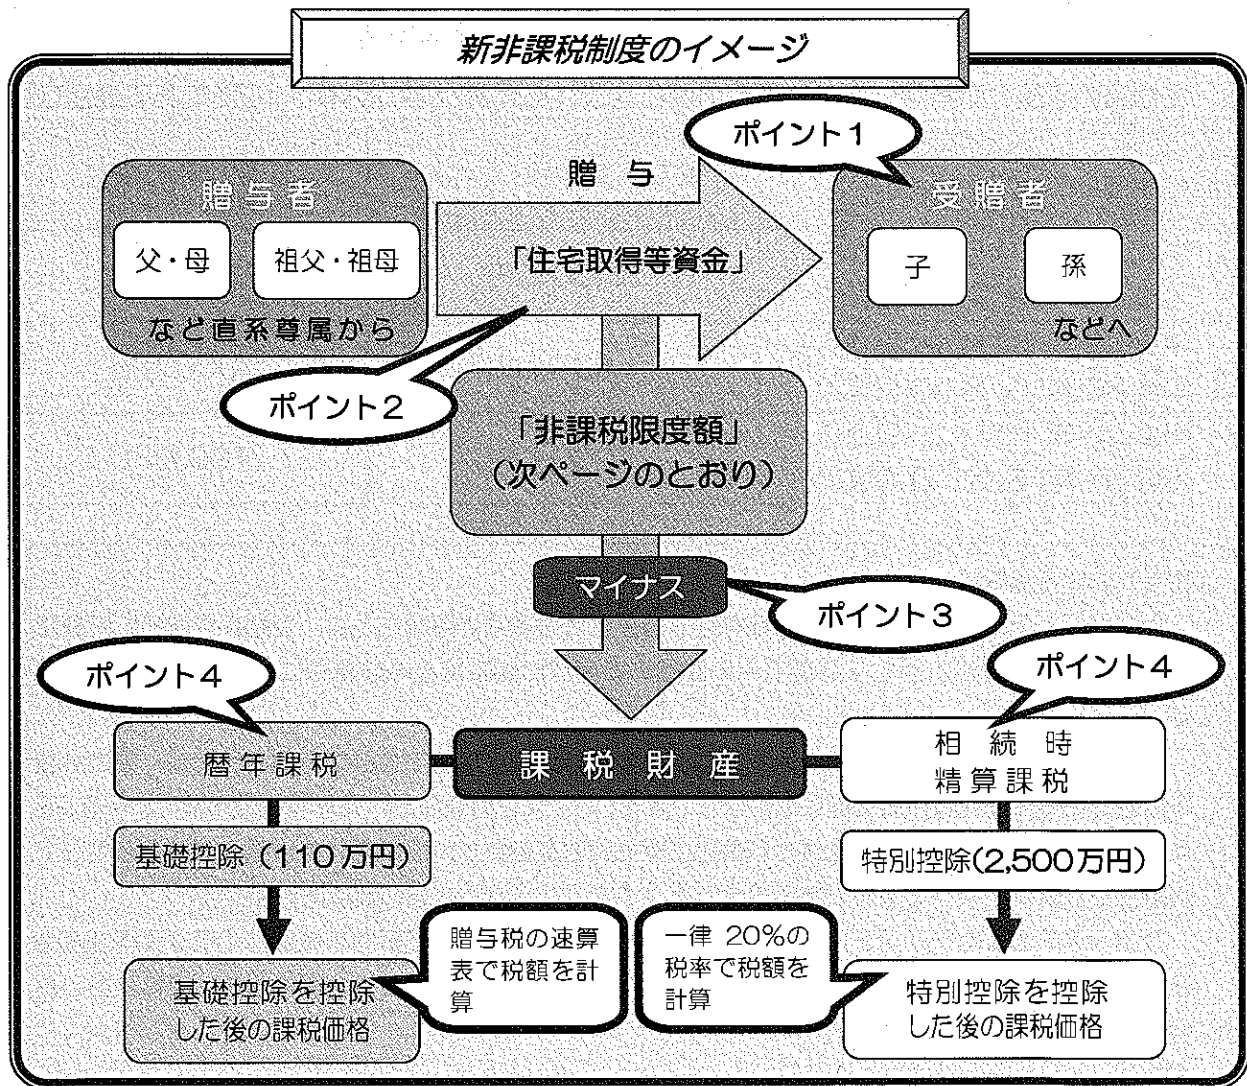 新非課税制度のイメージ
ポイント1
贈与
贈与者
父・母
祖父・祖母
など直系尊属から
「住宅取得等資金」
受贈者
子
孫
などへ
ポイント2
「非課税限度額」
(次ページのとおり)
マイナス
ポイント3
ポイント4
ポイント4
暦年課税
課税財産
相続時
精算課税
基礎控除(110万円)
特別控除(2,500万円)
贈与税の速算
表で税額を計
算
一律 20%の
税率で税額を
計算
基礎控除を控除
した後の課税価格
特別控除を控除
した後の課税価格